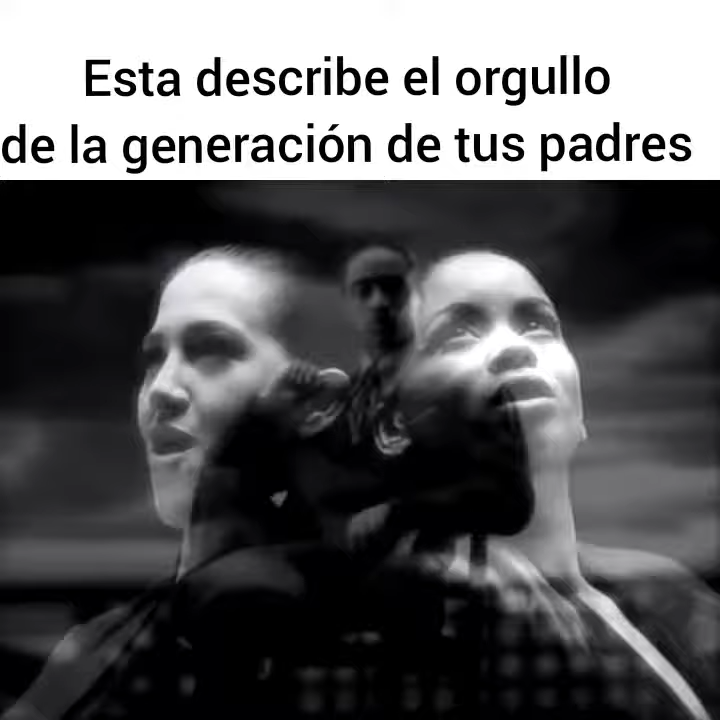 Esta describe el orgullo
de la generación de tus padres